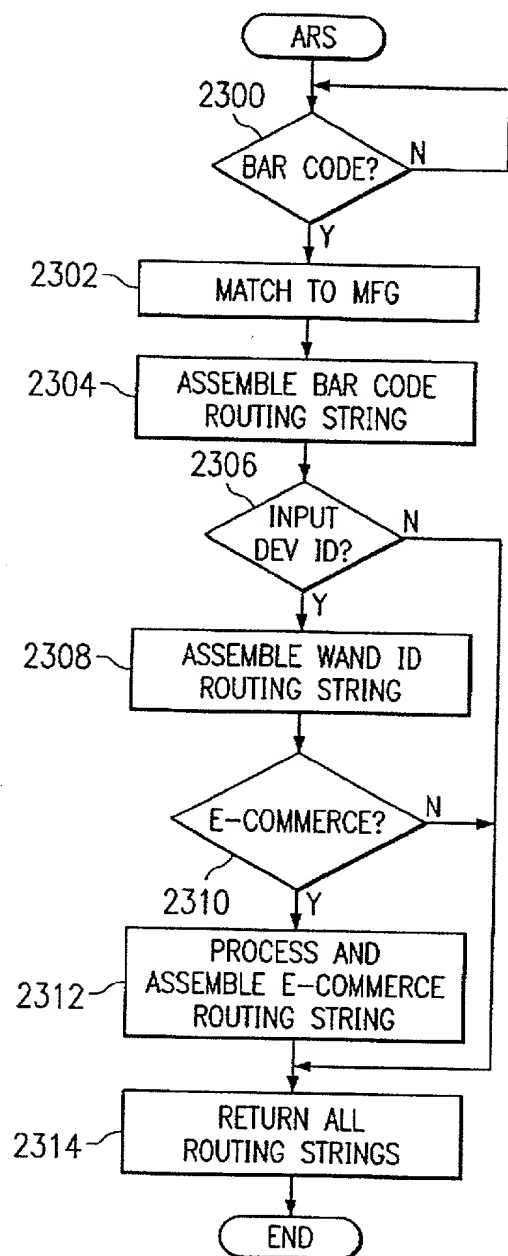 ARS
2300
BAR CODE?
N
Y
2302
MATCH TO MFG
2304
ASSEMBLE BAR CODE
ROUTING STRING
2306
INPUT
DEV ID?
N
Y
2308
ASSEMBLE WAND ID
ROUTING STRING
E-COMMERCE?
N
2310
Y
2312
PROCESS AND
ASSEMBLE E-COMMERCE
ROUTING STRING
2314
RETURN ALL
ROUTING STRINGS
END